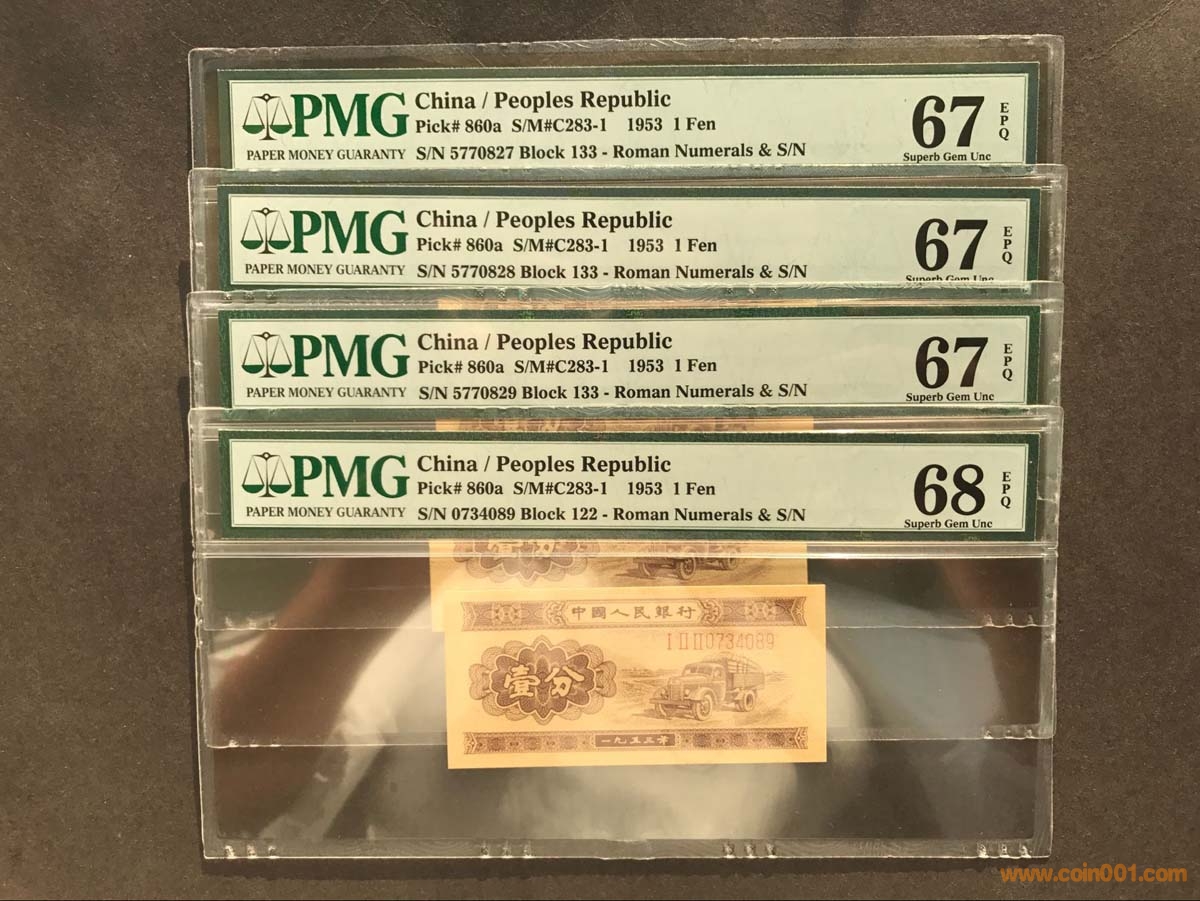 PMG
PAPER MONEY GUARANTY
China / Peoples Republic
Pick# 860a S/M#C283-1 1953 1 Fen
S/N 5770827 Block 133 - Roman Numerals & S/N
67
EPQ
Superb Gem Unc
PMG
PAPER MONEY GUARANTY
China / Peoples Republic
Pick# 860a S/M#C283-1 1953 1 Fen
S/N 5770828 Block 133 - Roman Numerals & S/N
67
EPQ
Superb Gem Unc
PMG
PAPER MONEY GUARANTY
China / Peoples Republic
Pick# 860a S/M#C283-1 1953 1 Fen
S/N 5770829 Block 133 - Roman Numerals & S/N
67
EPQ
Superb Gem Unc
PMG
PAPER MONEY GUARANTY
China / Peoples Republic
Pick# 860a S/M#C283-1 1953 1 Fen
S/N 0734089 Block 122 - Roman Numerals & S/N
68
EPQ
Superb Gem Unc
壹分
中國人民銀行
I II II 0734089
壹分
一九五三年
www.coin001.com